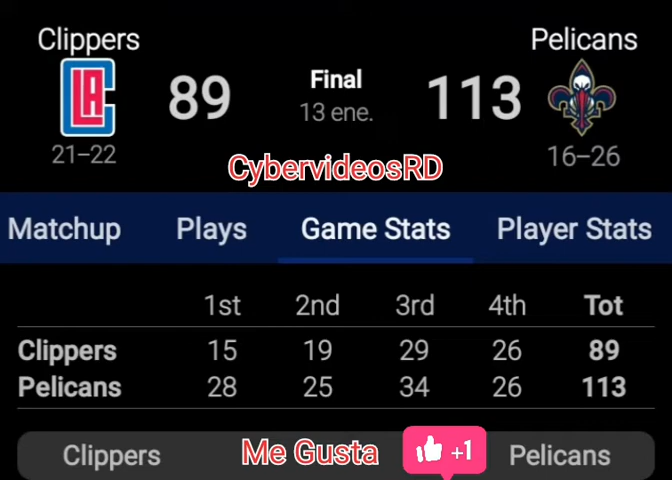 Clippers Pelicans
LA 89 Final 113
13 ene.
21–22 16–26
CybervideosRD
Matchup Plays Game Stats Player Stats
1st 2nd 3rd 4th Tot
Clippers 15 19 29 26 89
Pelicans 28 25 34 26 113
Clippers Me Gusta +1 Pelicans